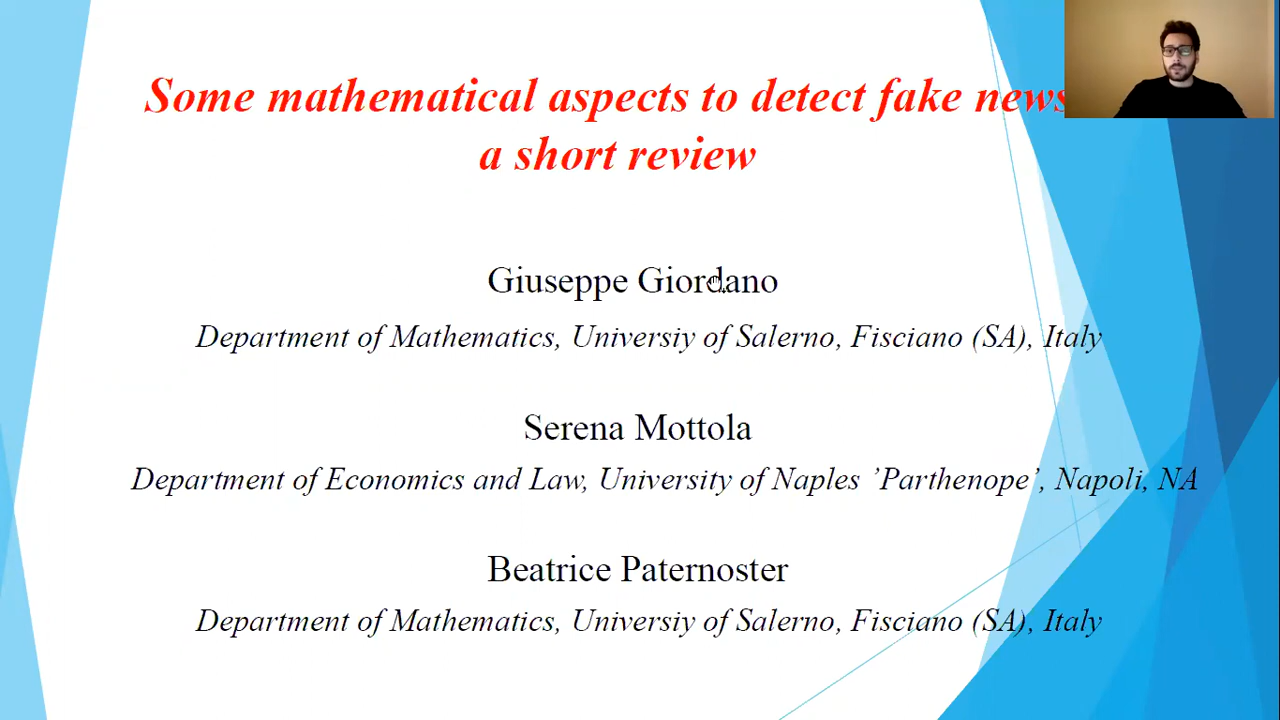 Some mathematical aspects to detect fake news
a short review
Giuseppe Giordano
Department of Mathematics, Universiy of Salerno, Fisciano (SA), Italy
Serena Mottola
Department of Economics and Law, University of Naples ’Parthenope’, Napoli, NA
Beatrice Paternoster
Department of Mathematics, Universiy of Salerno, Fisciano (SA), Italy